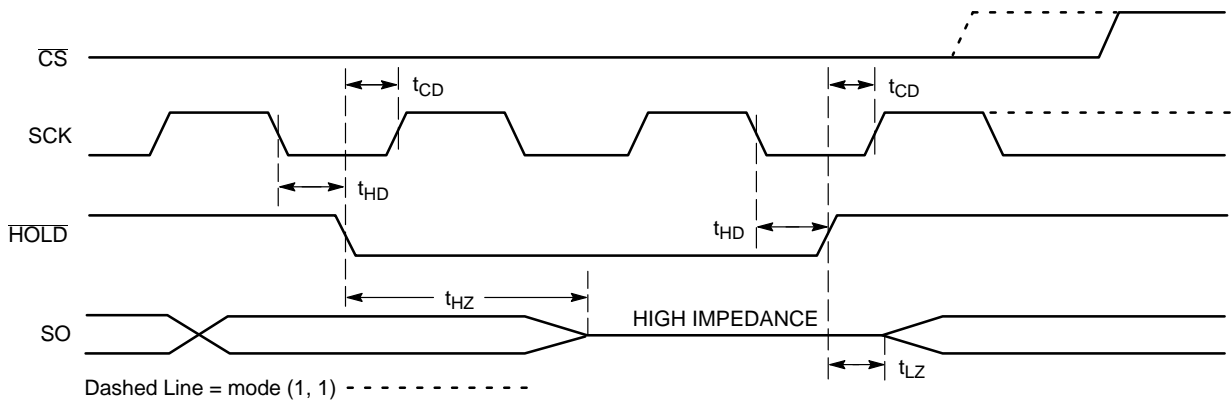 CS
tCD
tCD
SCK
tHD
HOLD
tHD
tHZ
HIGH IMPEDANCE
SO
tLZ
Dashed Line = mode (1, 1)